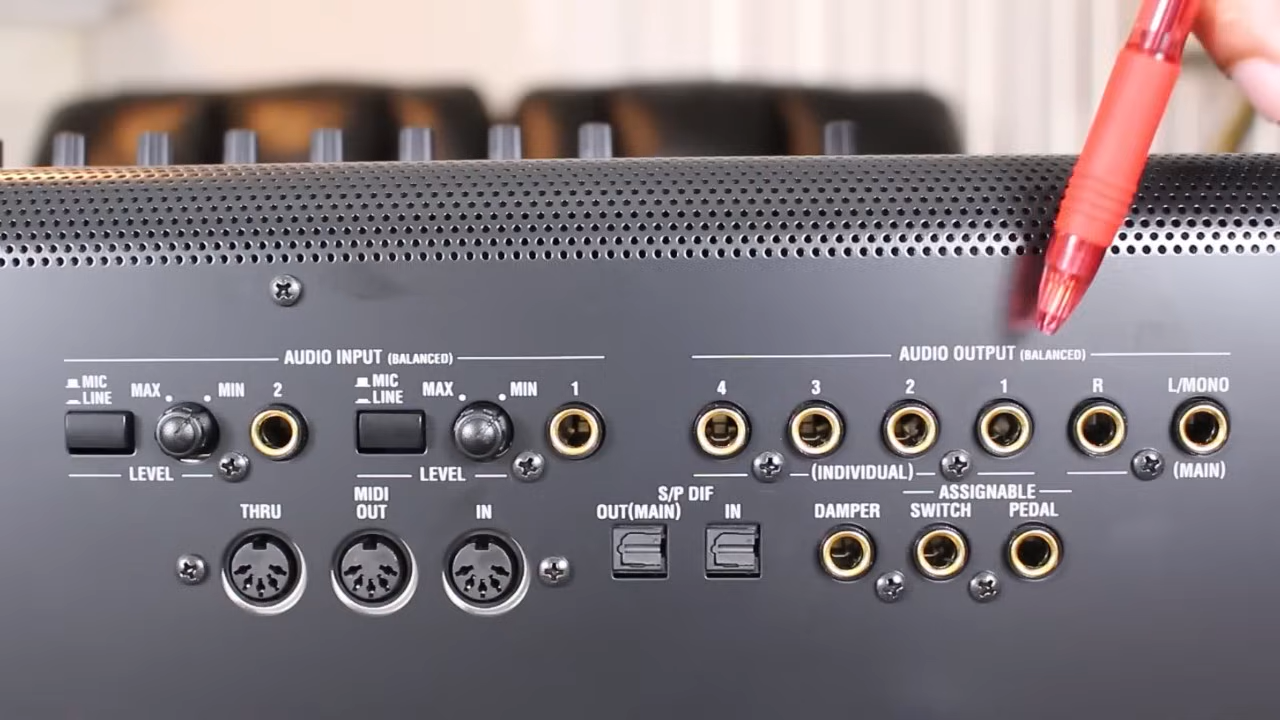 AUDIO INPUT (BALANCED)
MIC
LINE
MAX
MIN
2
LEVEL
MIC
LINE
MAX
MIN
1
LEVEL
AUDIO OUTPUT (BALANCED)
4
3
2
1
R
L/MONO
(INDIVIDUAL)
(MAIN)
THRU
MIDI
OUT
IN
S/P DIF
OUT(MAIN)
IN
DAMPER
ASSIGNABLE
SWITCH
PEDAL